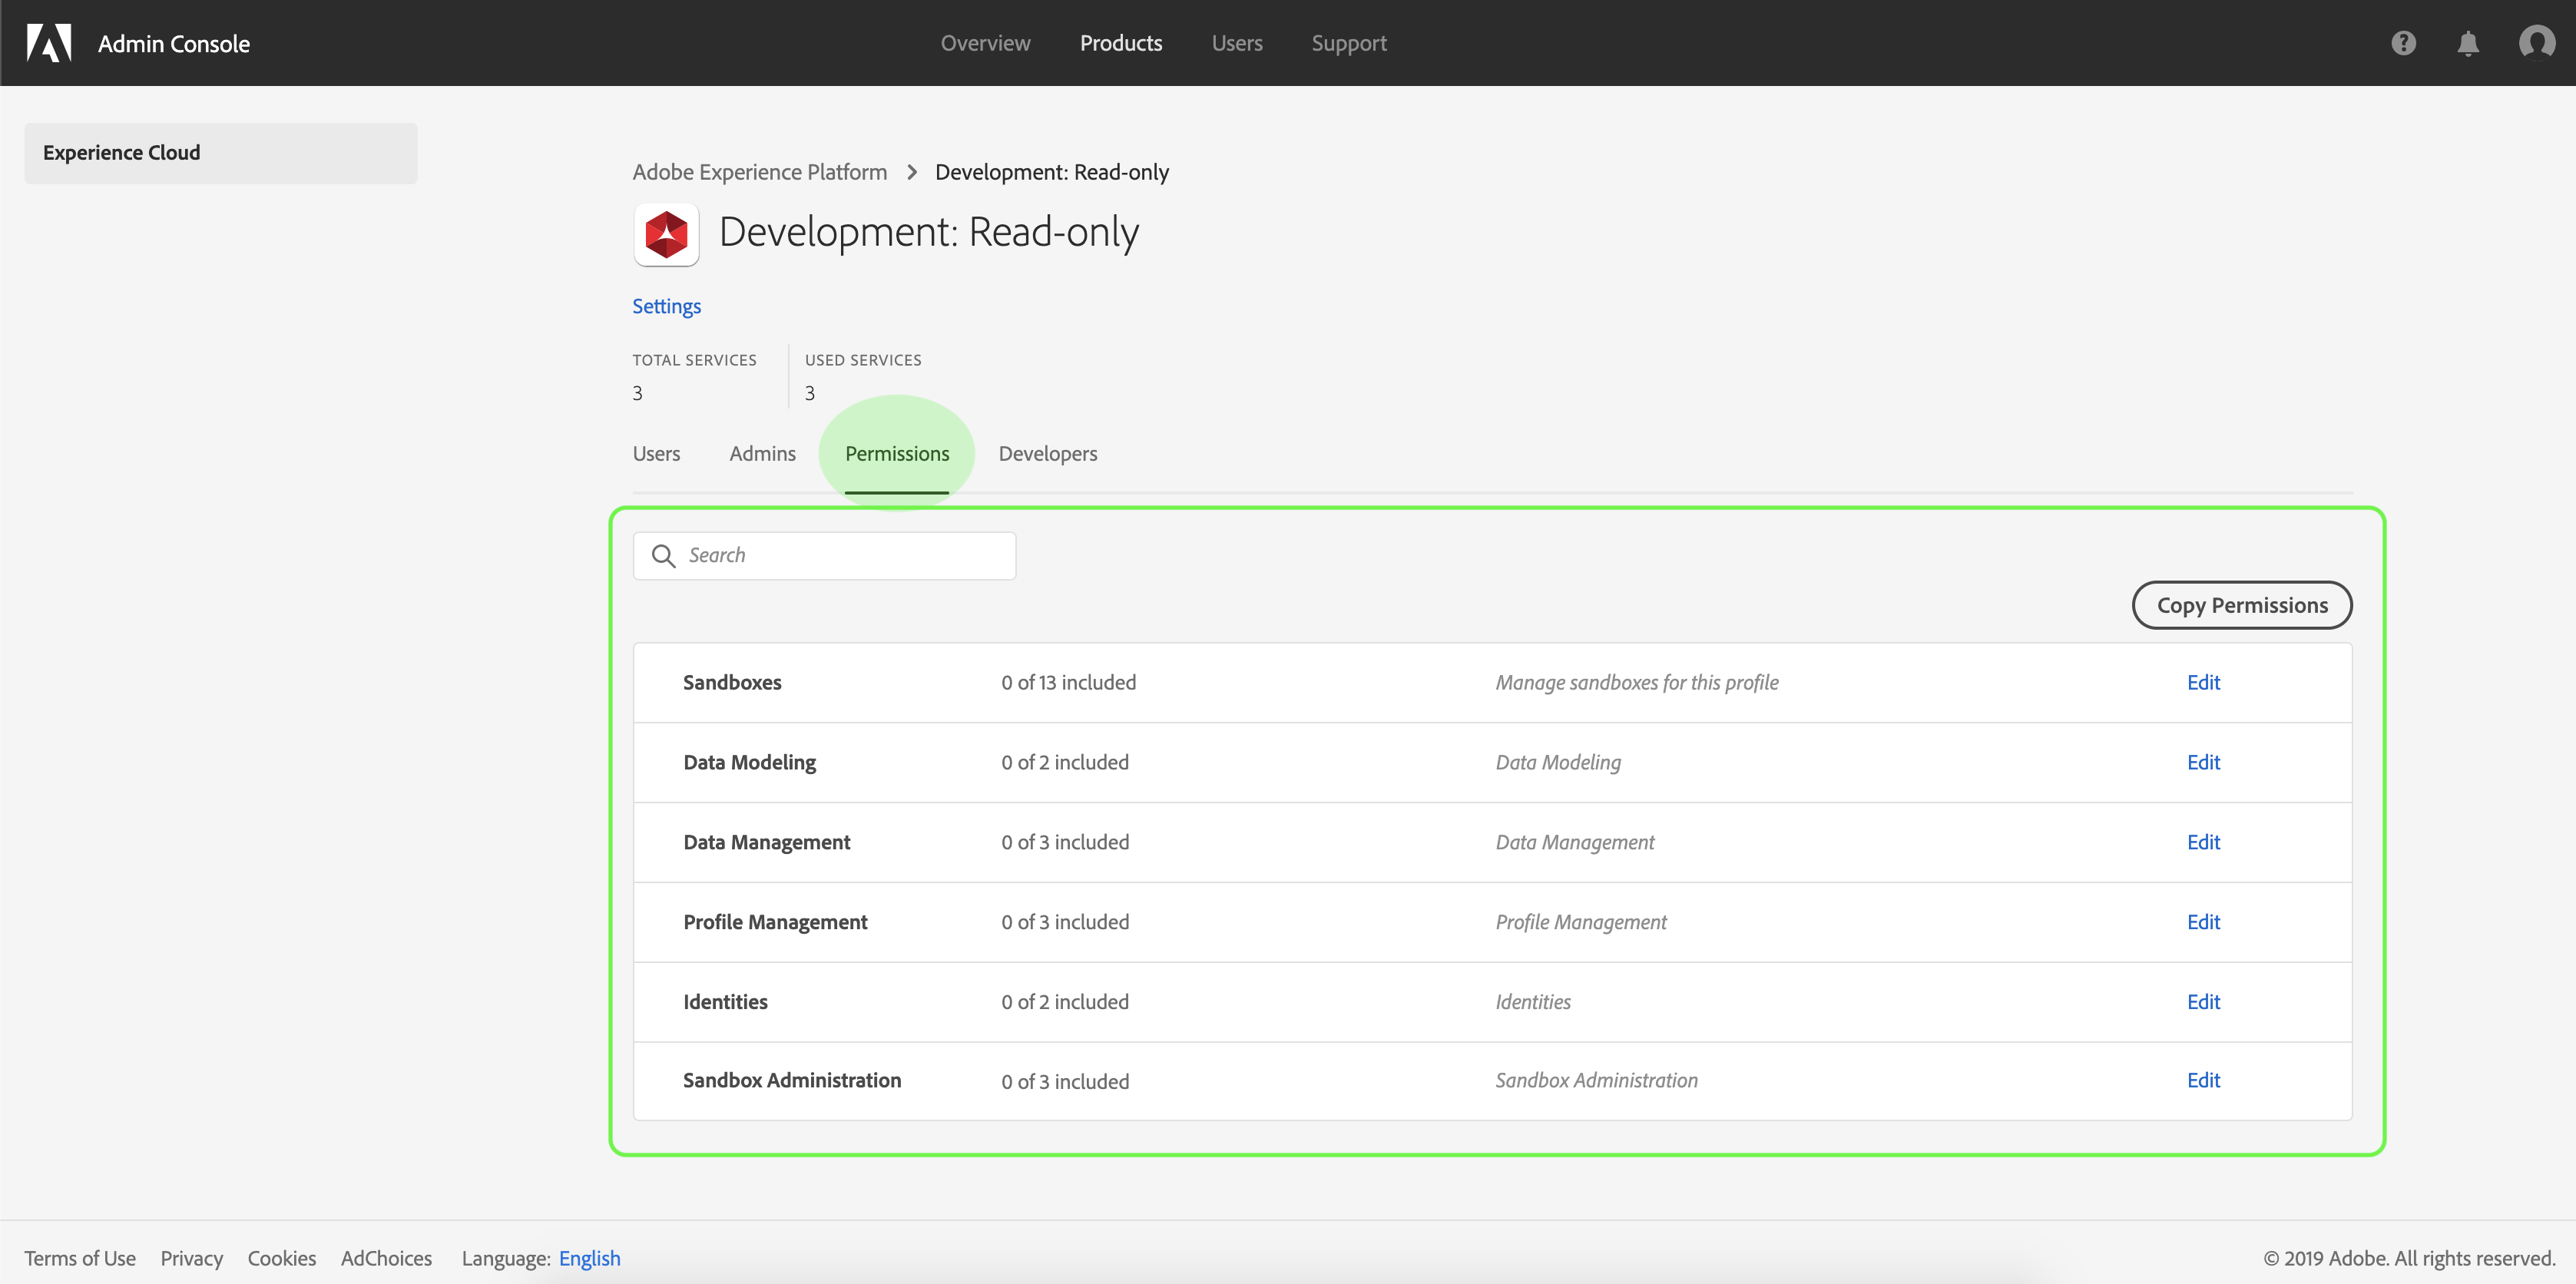 Admin Console
Overview Products Users Support
Experience Cloud
Adobe Experience Platform > Development: Read-only
Development: Read-only
Settings
TOTAL SERVICES USED SERVICES
3 3
Users Admins Permissions Developers
Search
Copy Permissions
Sandboxes 0 of 13 included Manage sandboxes for this profile Edit
Data Modeling 0 of 2 included Data Modeling Edit
Data Management 0 of 3 included Data Management Edit
Profile Management 0 of 3 included Profile Management Edit
Identities 0 of 2 included Identities Edit
Sandbox Administration 0 of 3 included Sandbox Administration Edit
Terms of Use Privacy Cookies AdChoices Language: English © 2019 Adobe. All rights reserved.